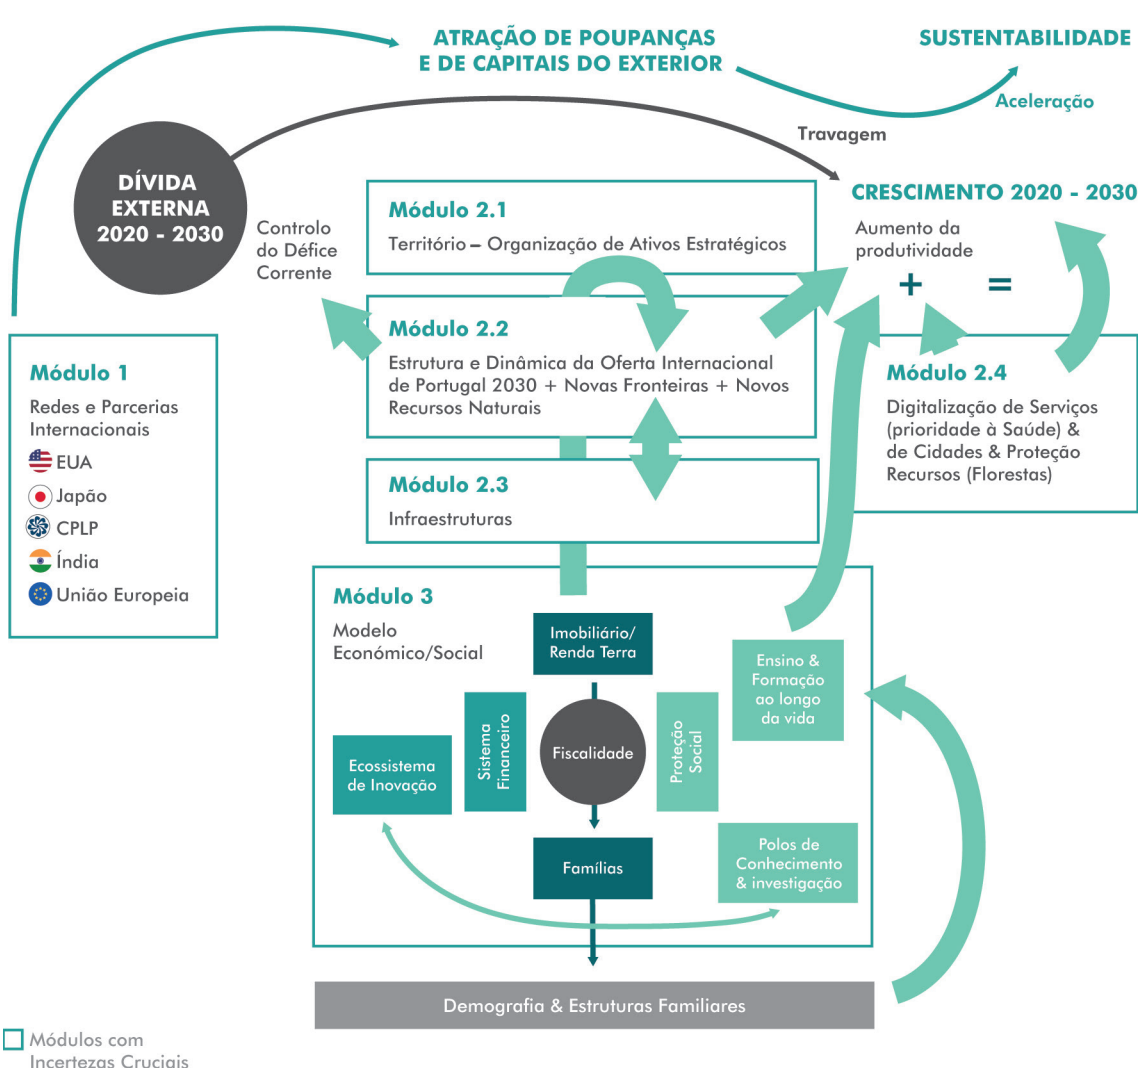 ATRAÇÃO DE POUPANÇAS
E DE CAPITAIS DO EXTERIOR
SUSTENTABILIDADE
Aceleração
Travagem
DÍVIDA
EXTERNA
2020 - 2030
CRESCIMENTO 2020 - 2030
Aumento da
produtividade
+ =
Controlo
do Défice
Corrente
Módulo 2.1
Território – Organização de Ativos Estratégicos
Módulo 2.2
Estrutura e Dinâmica da Oferta Internacional
de Portugal 2030 + Novas Fronteiras + Novos
Recursos Naturais
Módulo 1
Redes e Parcerias
Internacionais
EUA
Japão
CPLP
Índia
União Europeia
Módulo 2.4
Digitalização de Serviços
(prioridade à Saúde) &
de Cidades & Proteção
Recursos (Florestas)
Módulo 2.3
Infraestruturas
Módulo 3
Modelo
Económico/Social
Imobiliário/
Renda Terra
Ensino &
Formação
ao longo
da vida
Sistema
Financeiro
Fiscalidade
Proteção
Social
Ecossistema
de Inovação
Famílias
Polos de
Conhecimento
& investigação
Demografia & Estruturas Familiares
Módulos com
Incertezas Cruciais